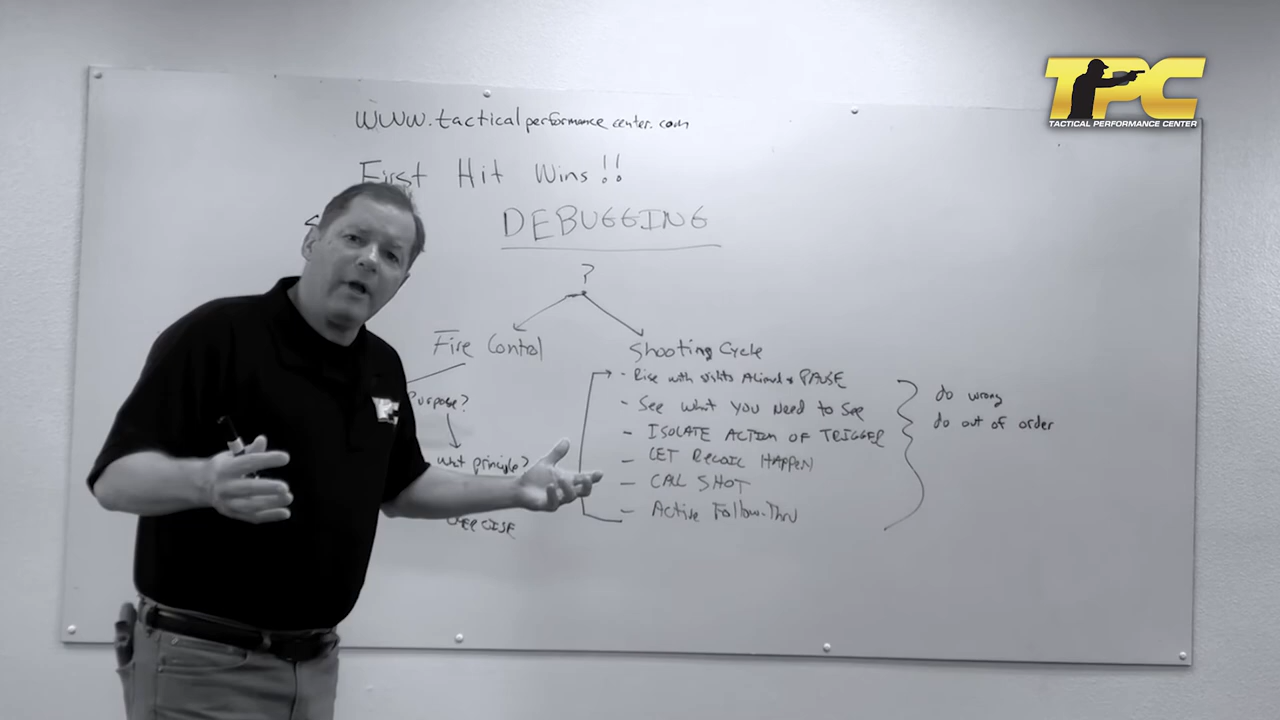 TPC
TACTICAL PERFORMANCE CENTER
www.tacticalperformancecenter.com
First Hit Wins!!
DEBUGGING
?
Fire Control
Shooting Cycle
- Rise with Sights Aligned & PAUSE
- See what you Need to See
- ISOLATE ACTION OF TRIGGER
- LET Recoil HAPPEN
- CALL SHOT
- Active Follow-Thru
do wrong
do out of order
Purpose?
what principle?
TPC